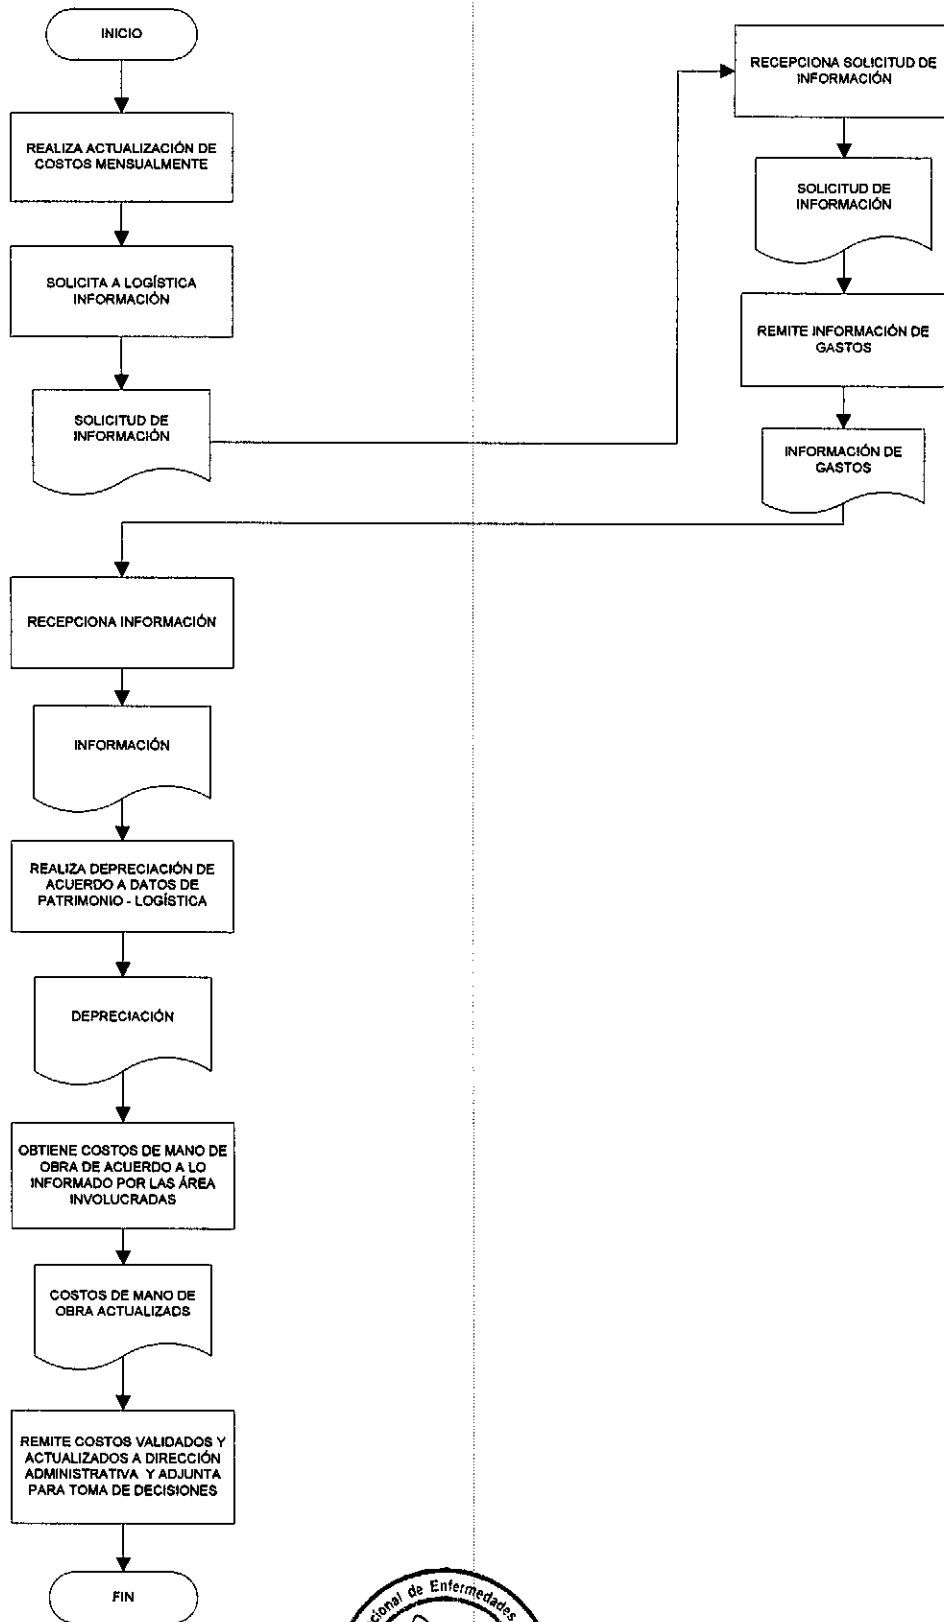 INICIO
REALIZA ACTUALIZACIÓN DE
COSTOS MENSUALMENTE
SOLICITA A LOGÍSTICA
INFORMACIÓN
SOLICITUD DE
INFORMACIÓN
RECEPCIONA SOLICITUD DE
INFORMACIÓN
SOLICITUD DE
INFORMACIÓN
REMITE INFORMACIÓN DE
GASTOS
INFORMACIÓN DE
GASTOS
RECEPCIONA INFORMACIÓN
INFORMACIÓN
REALIZA DEPRECIACIÓN DE
ACUERDO A DATOS DE
PATRIMONIO - LOGÍSTICA
DEPRECIACIÓN
OBTIENE COSTOS DE MANO DE
OBRA DE ACUERDO A LO
INFORMADO POR LAS ÁREA
INVOLUCRADAS
COSTOS DE MANO DE
OBRA ACTUALIZADS
REMITE COSTOS VALIDADOS Y
ACTUALIZADOS A DIRECCIÓN
ADMINISTRATIVA Y ADJUNTA
PARA TOMA DE DECISIONES
FIN
de Enfermedades